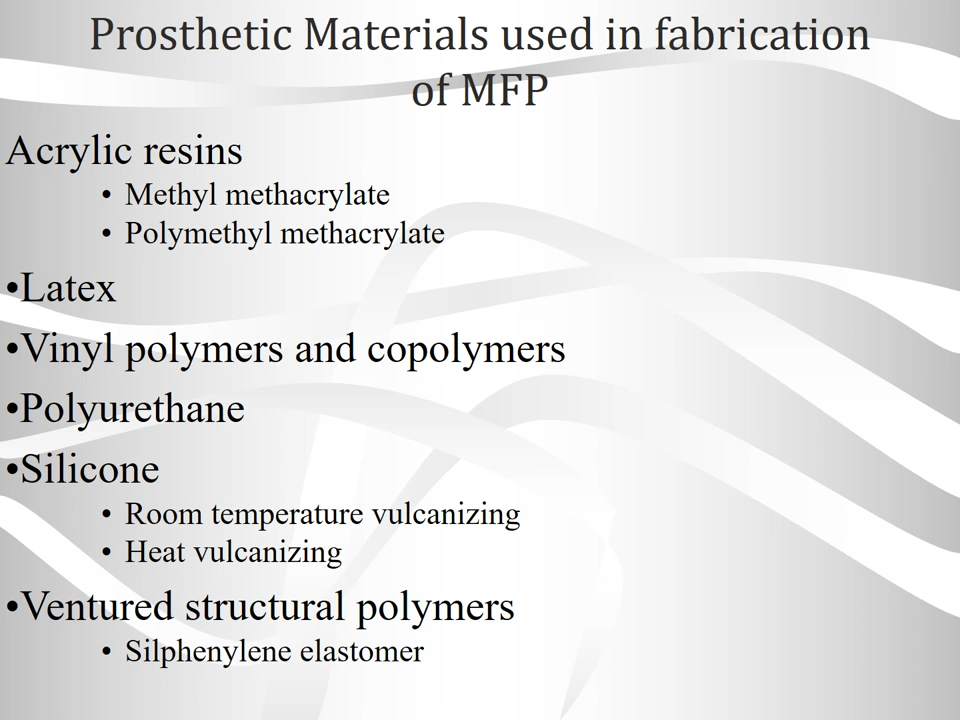 Prosthetic Materials used in fabrication
of MFP
Acrylic resins
• Methyl methacrylate
• Polymethyl methacrylate
•Latex
•Vinyl polymers and copolymers
•Polyurethane
•Silicone
• Room temperature vulcanizing
• Heat vulcanizing
•Ventured structural polymers
• Silphenylene elastomer